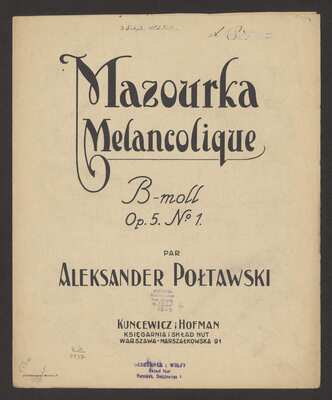 Mazourka
Melancolique
B-moll
Op. 5. No 1.
PAR
ALEKSANDER POŁTAWSKI
KUNCEWICZ i HOFMAN
KSIĘGARNIA i SKŁAD NUT
WARSZAWA - MARSZAŁKOWSKA 91